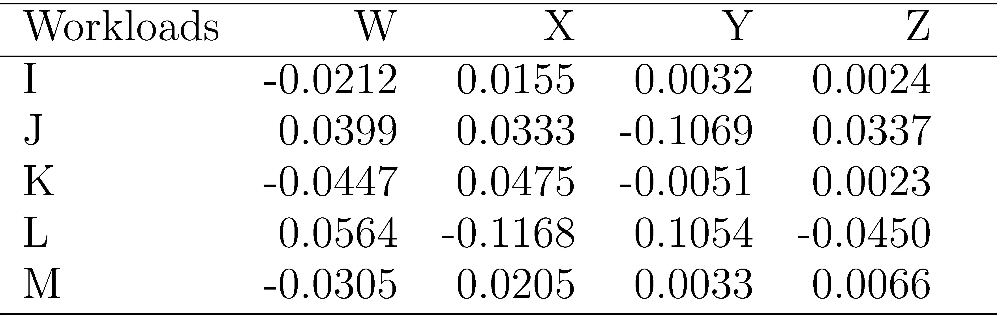 Workloads W X Y Z
I -0.0212 0.0155 0.0032 0.0024
J 0.0399 0.0333 -0.1069 0.0337
K -0.0447 0.0475 -0.0051 0.0023
L 0.0564 -0.1168 0.1054 -0.0450
M -0.0305 0.0205 0.0033 0.0066